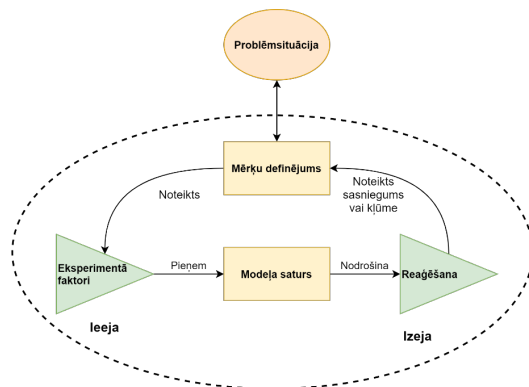 Problēmsituācija
Mērķu definējums
Noteikts
Noteikts
sasniegums
vai kļūme
Eksperimentā
faktori
Pieņem
Modeļa saturs
Nodrošina
Reaģēšana
Ieeja
Izeja